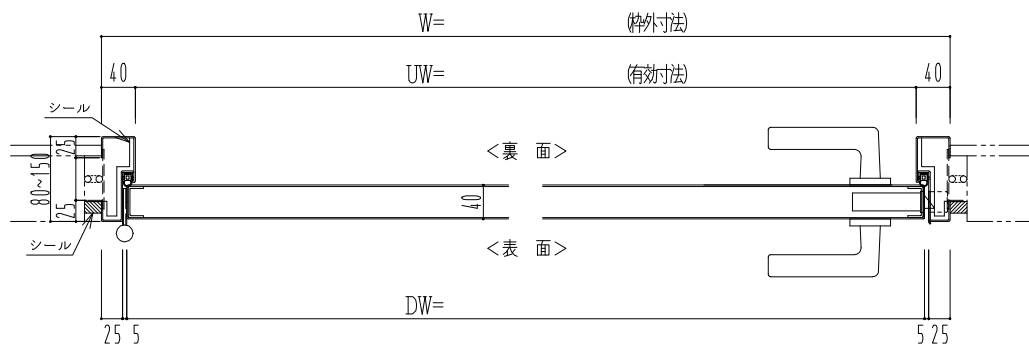 W= (枠外寸法)
40 UW= (有効寸法) 40
シール
25
80~150
<裏 面>
25
40
シール
<表 面>
DW=
25 5 5 25